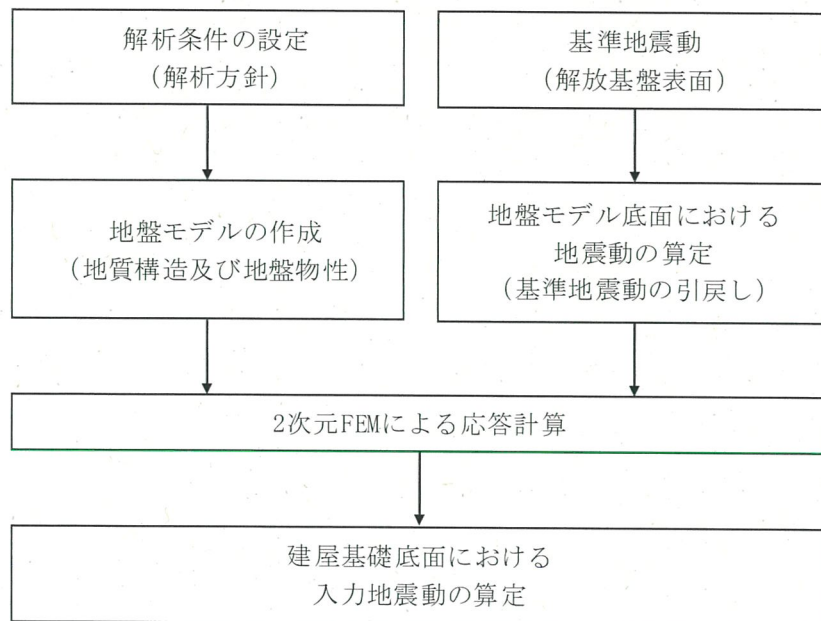 解析条件の設定
(解析方針)
基準地震動
(解放基盤表面)
地盤モデルの作成
(地質構造及び地盤物性)
地盤モデル底面における
地震動の算定
(基準地震動の引戻し)
2次元FEMによる応答計算
建屋基礎底面における
入力地震動の算定